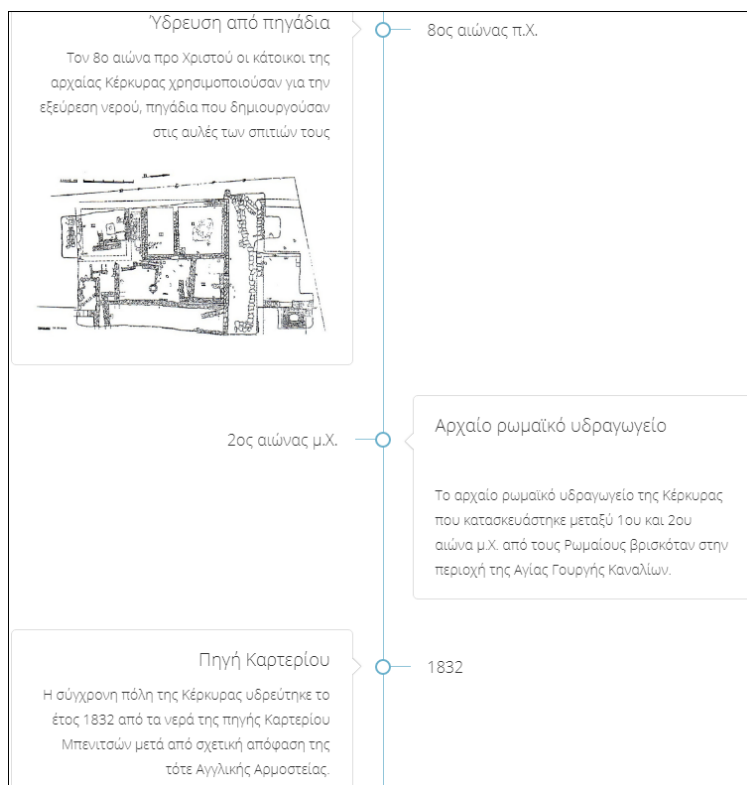 Ύδρευση από πηγάδια
8ος αιώνας π.Χ.
Τον 8ο αιώνα προ Χριστού οι κάτοικοι της
αρχαίας Κέρκυρας χρησιμοποιούσαν για την
εξεύρεση νερού, πηγάδια που δημιουργούσαν
στις αυλές των σπιτιών τους
2ος αιώνας μ.Χ.
Αρχαίο ρωμαϊκό υδραγωγείο
Το αρχαίο ρωμαϊκό υδραγωγείο της Κέρκυρας
που κατασκευάστηκε μεταξύ 1ου και 2ου
αιώνα μ.Χ. από τους Ρωμαίους βρισκόταν στην
περιοχή της Αγίας Γουργής Καναλίων.
Πηγή Καρτερίου
1832
Η σύγχρονη πόλη της Κέρκυρας υδρεύτηκε το
έτος 1832 από τα νερά της πηγής Καρτερίου
Μπενιτσών μετά από σχετική απόφαση της
τότε Αγγλικής Αρμοστείας.